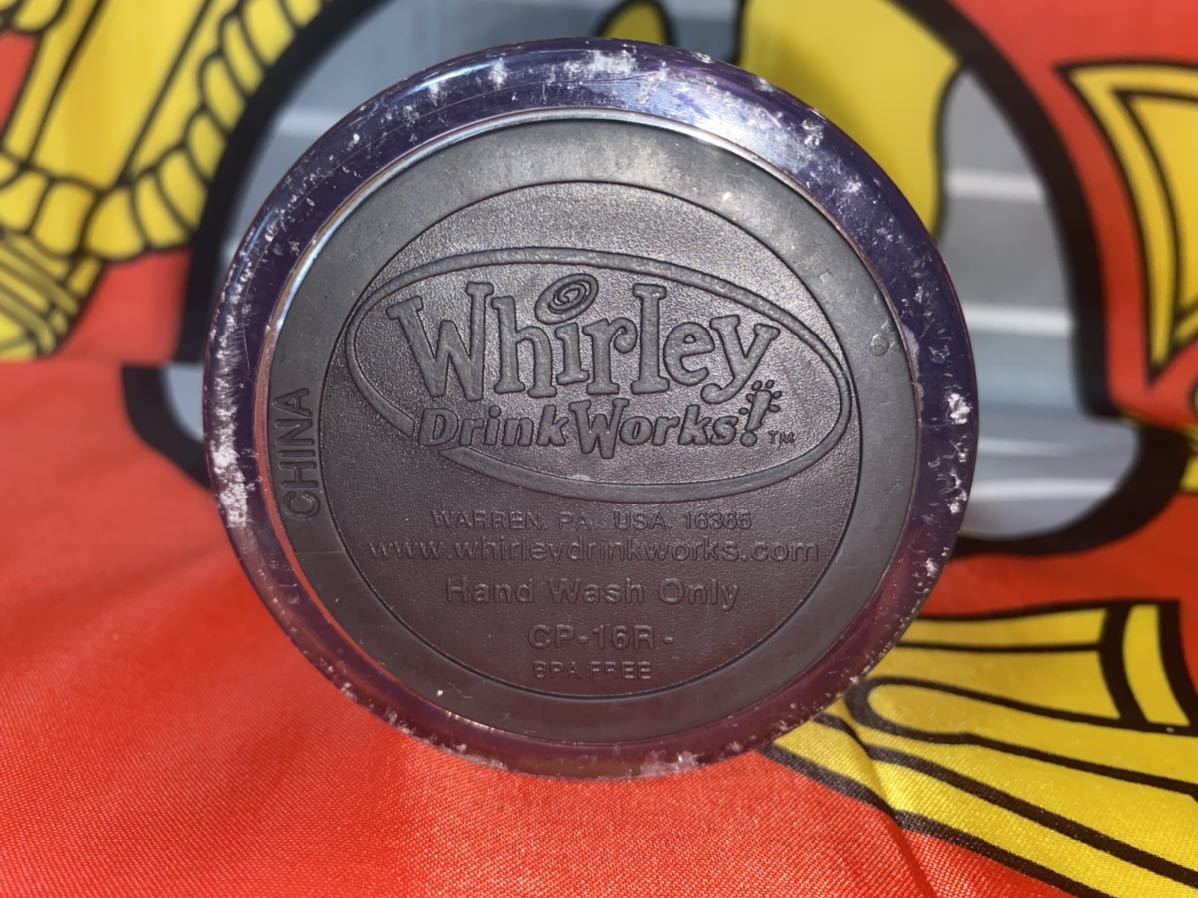 Whirley
DrinkWorks!™
CHINA
WARREN, PA. USA. 16365
www.whirleydrinkworks.com
Hand Wash Only
CP-16R-
BPA FREE